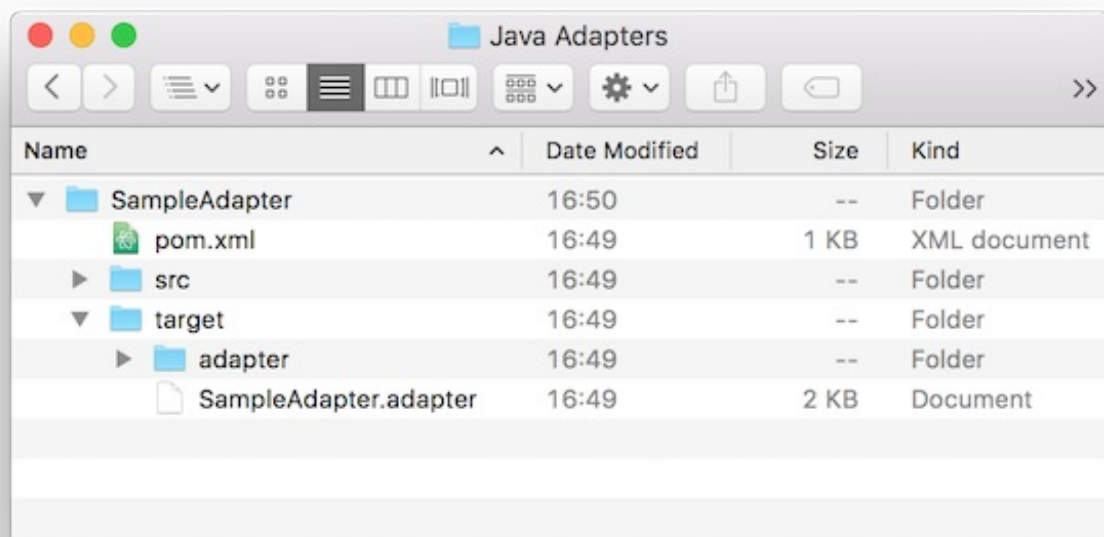 Java Adapters
Name Date Modified Size Kind
SampleAdapter 16:50 -- Folder
pom.xml 16:49 1 KB XML document
src 16:49 -- Folder
target 16:49 -- Folder
adapter 16:49 -- Folder
SampleAdapter.adapter 16:49 2 KB Document